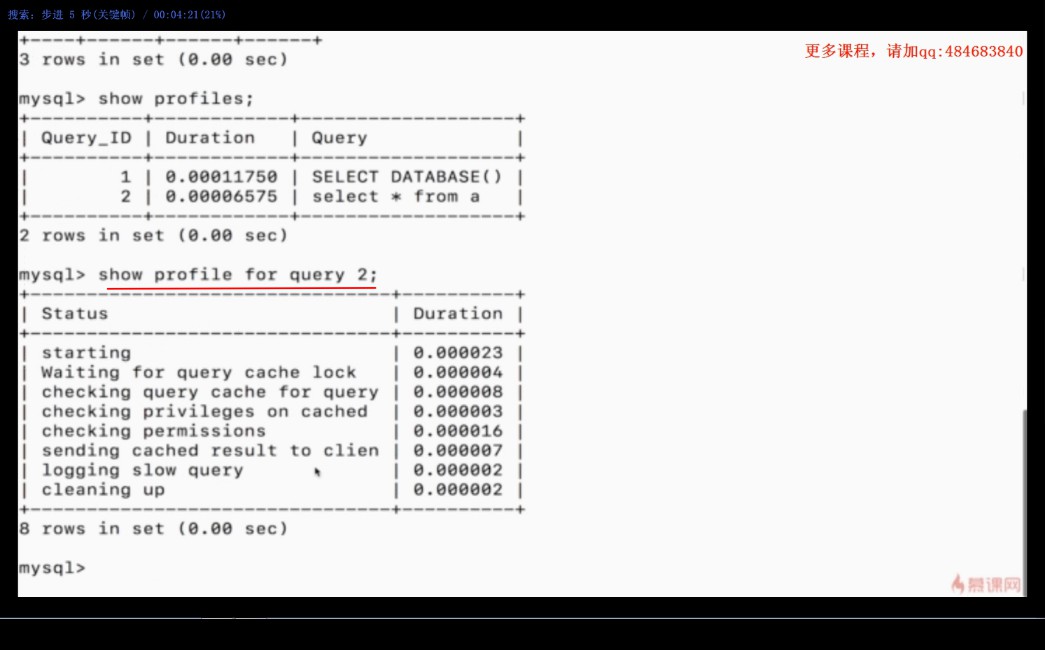 搜索: 步进 5 秒(关键帧) / 00:04:21(21%)
更多课程，请加qq:484683840
+----+------+------+------+
3 rows in set (0.00 sec)
mysql> show profiles;
+----------+------------+-------------------+
| Query_ID | Duration   | Query             |
+----------+------------+-------------------+
|        1 | 0.00011750 | SELECT DATABASE() |
|        2 | 0.00006575 | select * from a   |
+----------+------------+-------------------+
2 rows in set (0.00 sec)
mysql> show profile for query 2;
+--------------------------------+----------+
| Status                         | Duration |
+--------------------------------+----------+
| starting                       | 0.000023 |
| Waiting for query cache lock   | 0.000004 |
| checking query cache for query | 0.000008 |
| checking privileges on cached  | 0.000003 |
| checking permissions           | 0.000016 |
| sending cached result to clien | 0.000007 |
| logging slow query             | 0.000002 |
| cleaning up                    | 0.000002 |
+--------------------------------+----------+
8 rows in set (0.00 sec)
mysql>
慕课网